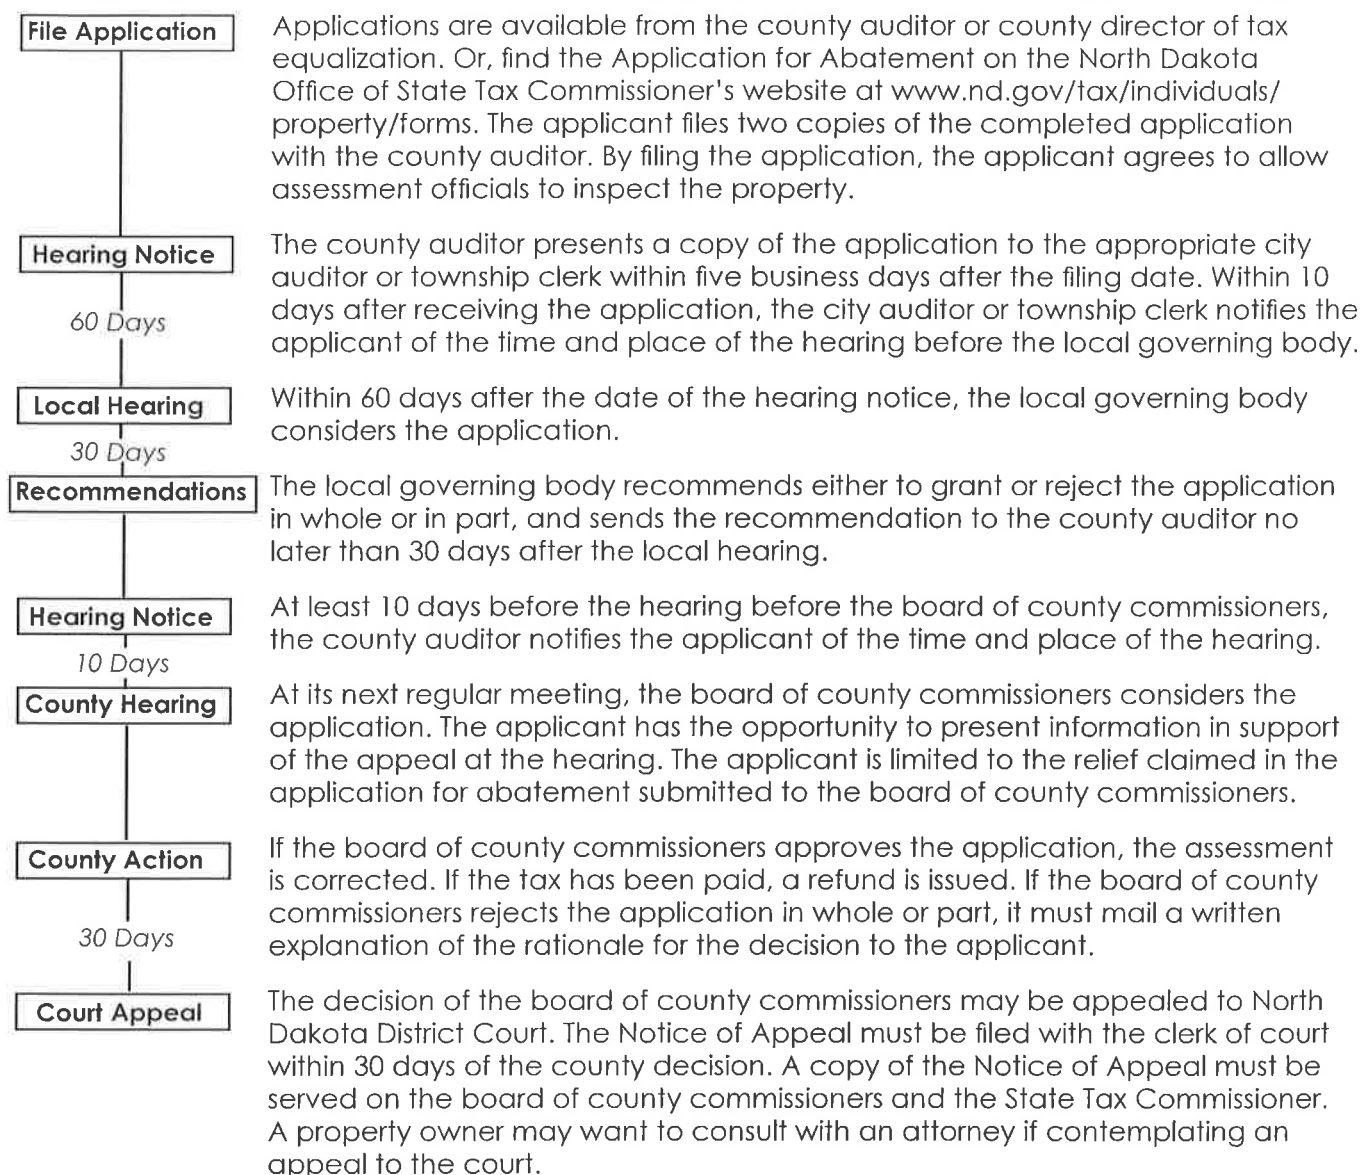 File Application
Applications are available from the county auditor or county director of tax
equalization. Or, find the Application for Abatement on the North Dakota
Office of State Tax Commissioner's website at www.nd.gov/tax/individuals/
property/forms. The applicant files two copies of the completed application
with the county auditor. By filing the application, the applicant agrees to allow
assessment officials to inspect the property.
Hearing Notice
60 Days
The county auditor presents a copy of the application to the appropriate city
auditor or township clerk within five business days after the filing date. Within 10
days after receiving the application, the city auditor or township clerk notifies the
applicant of the time and place of the hearing before the local governing body.
Local Hearing
30 Days
Within 60 days after the date of the hearing notice, the local governing body
considers the application.
Recommendations
The local governing body recommends either to grant or reject the application
in whole or in part, and sends the recommendation to the county auditor no
later than 30 days after the local hearing.
Hearing Notice
10 Days
At least 10 days before the hearing before the board of county commissioners,
the county auditor notifies the applicant of the time and place of the hearing.
County Hearing
At its next regular meeting, the board of county commissioners considers the
application. The applicant has the opportunity to present information in support
of the appeal at the hearing. The applicant is limited to the relief claimed in the
application for abatement submitted to the board of county commissioners.
County Action
30 Days
If the board of county commissioners approves the application, the assessment
is corrected. If the tax has been paid, a refund is issued. If the board of county
commissioners rejects the application in whole or part, it must mail a written
explanation of the rationale for the decision to the applicant.
Court Appeal
The decision of the board of county commissioners may be appealed to North
Dakota District Court. The Notice of Appeal must be filed with the clerk of court
within 30 days of the county decision. A copy of the Notice of Appeal must be
served on the board of county commissioners and the State Tax Commissioner.
A property owner may want to consult with an attorney if contemplating an
appeal to the court.